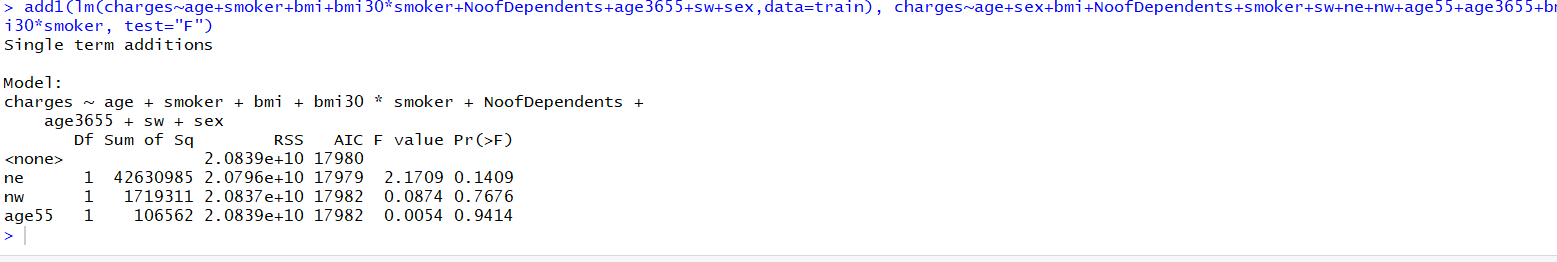 > add1(lm(charges~age+smoker+bmi+bmi30*smoker+NoofDependents+age3655+sw+sex,data=train), charges~age+sex+bmi+NoofDependents+smoker+sw+ne+nw+age55+age3655+bm
i30*smoker, test="F")
Single term additions

Model:
charges ~ age + smoker + bmi + bmi30 * smoker + NoofDependents +
    age3655 + sw + sex
       Df Sum of Sq        RSS   AIC F value Pr(>F)
<none>              2.0839e+10 17980
ne      1  42630985 2.0796e+10 17979  2.1709 0.1409
nw      1   1719311 2.0837e+10 17982  0.0874 0.7676
age55   1    106562 2.0839e+10 17982  0.0054 0.9414
>